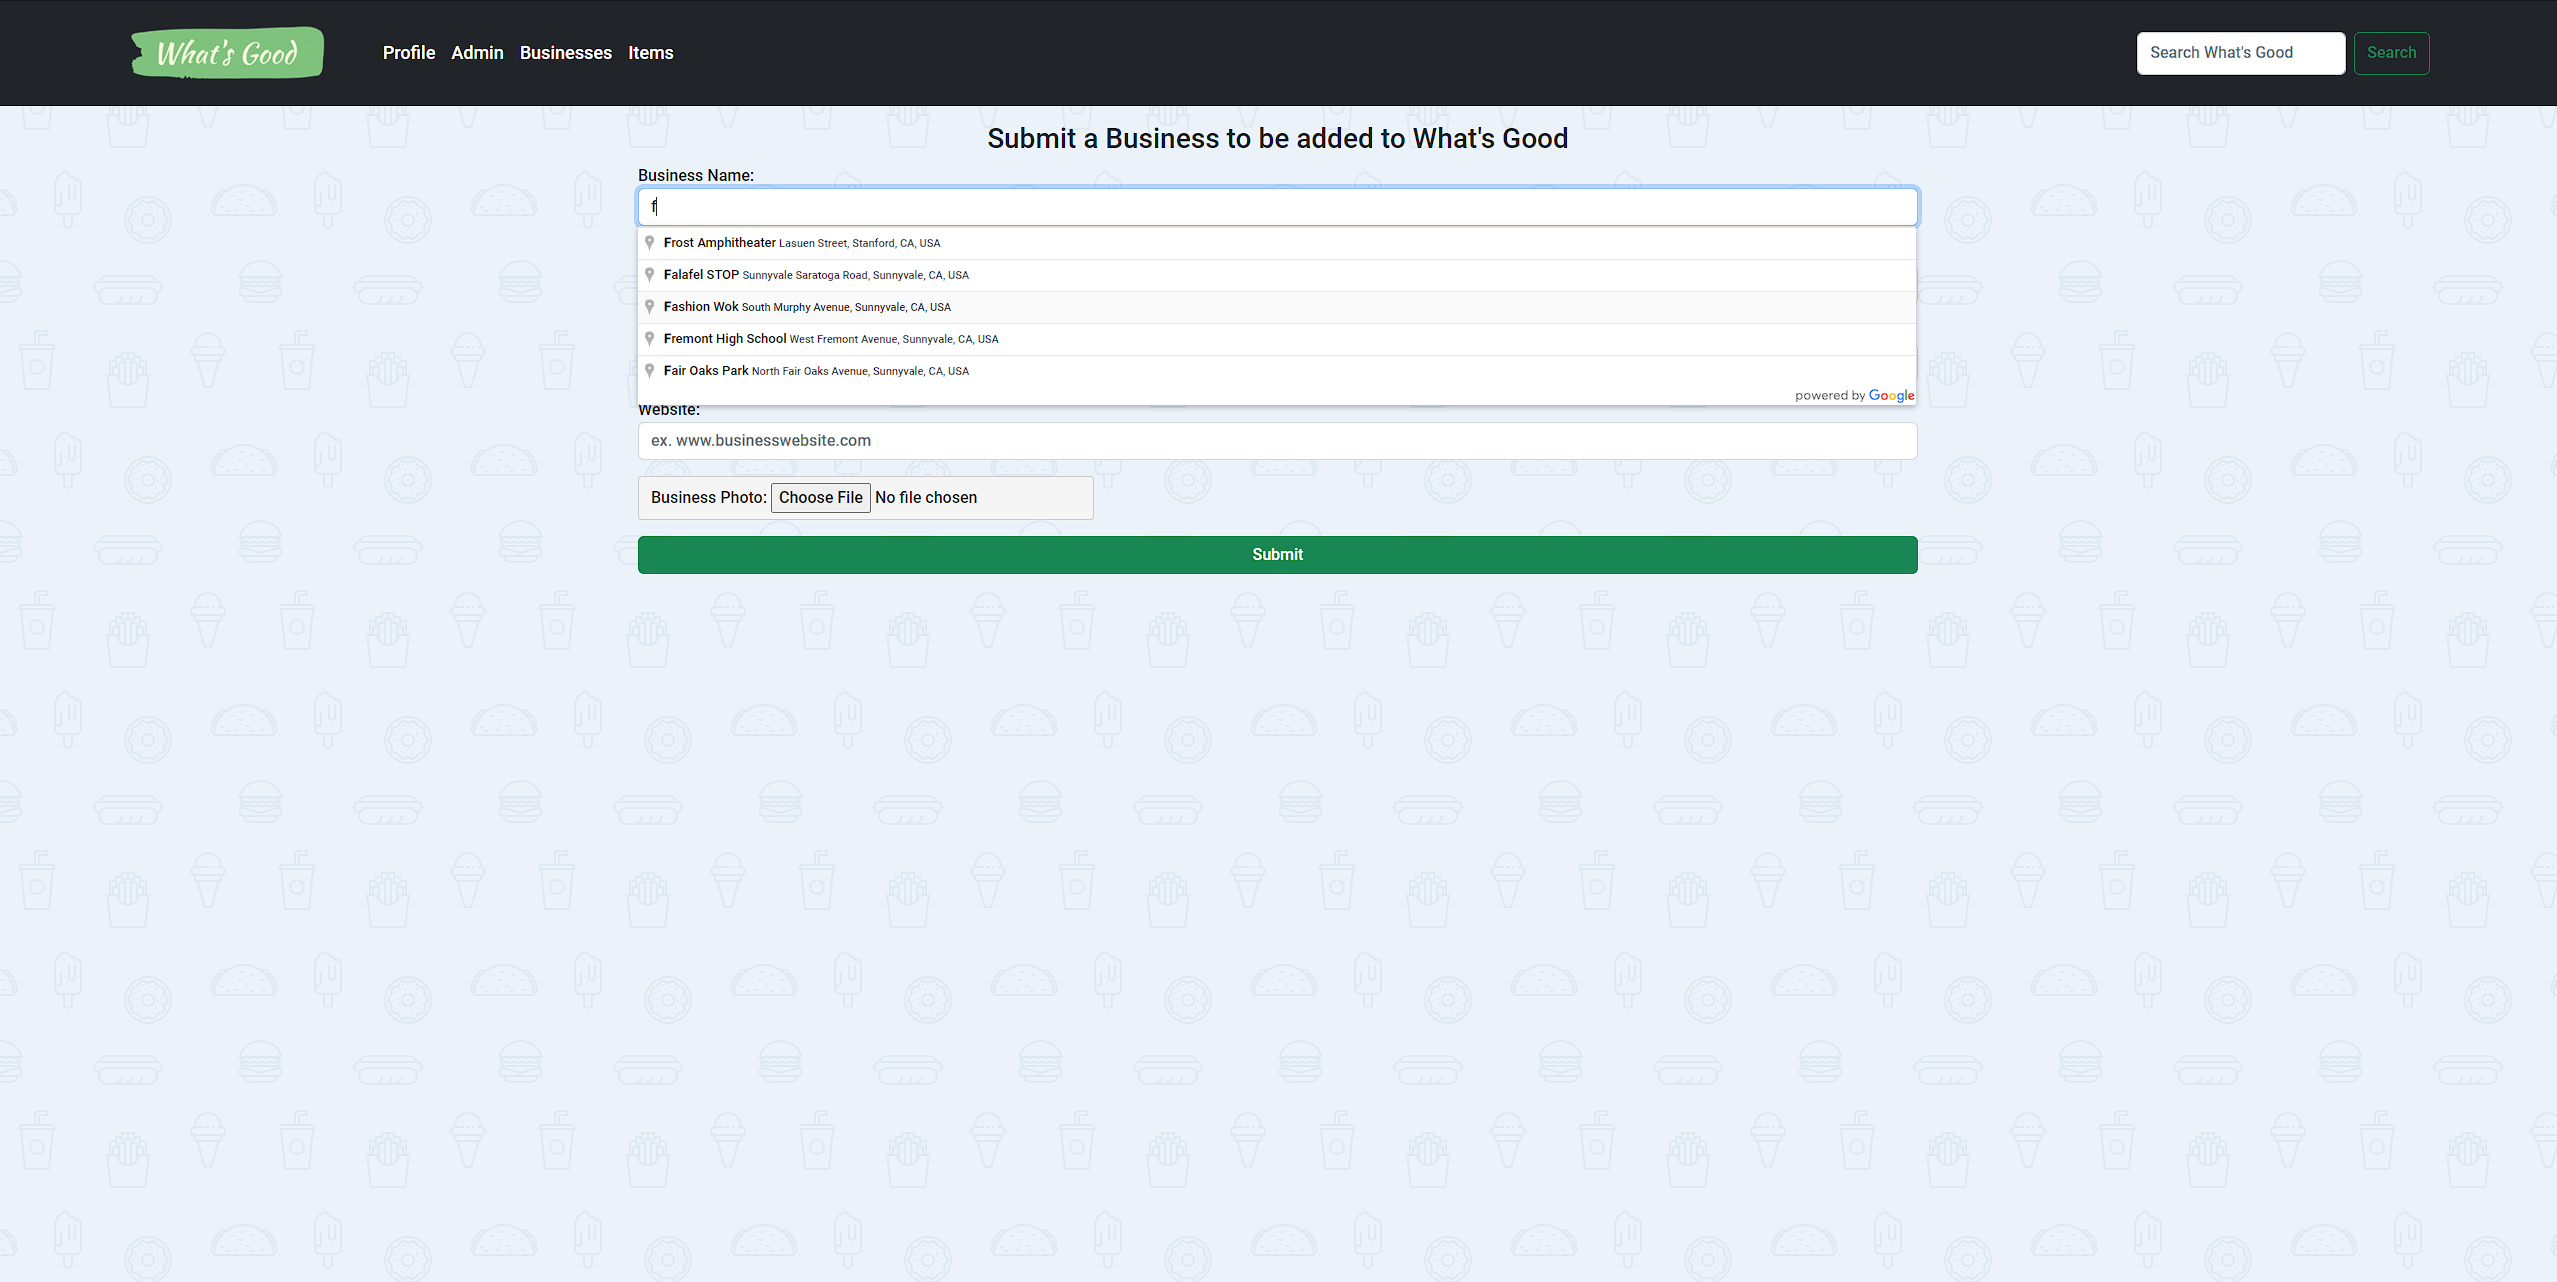 What's Good Profile Admin Businesses Items Search What's Good Search
Submit a Business to be added to What's Good
Business Name:
f
Frost Amphitheater Lasuen Street, Stanford, CA, USA
Falafel STOP Sunnyvale Saratoga Road, Sunnyvale, CA, USA
Fashion Wok South Murphy Avenue, Sunnyvale, CA, USA
Fremont High School West Fremont Avenue, Sunnyvale, CA, USA
Fair Oaks Park North Fair Oaks Avenue, Sunnyvale, CA, USA
powered by Google
Website:
ex. www.businesswebsite.com
Business Photo: Choose File No file chosen
Submit